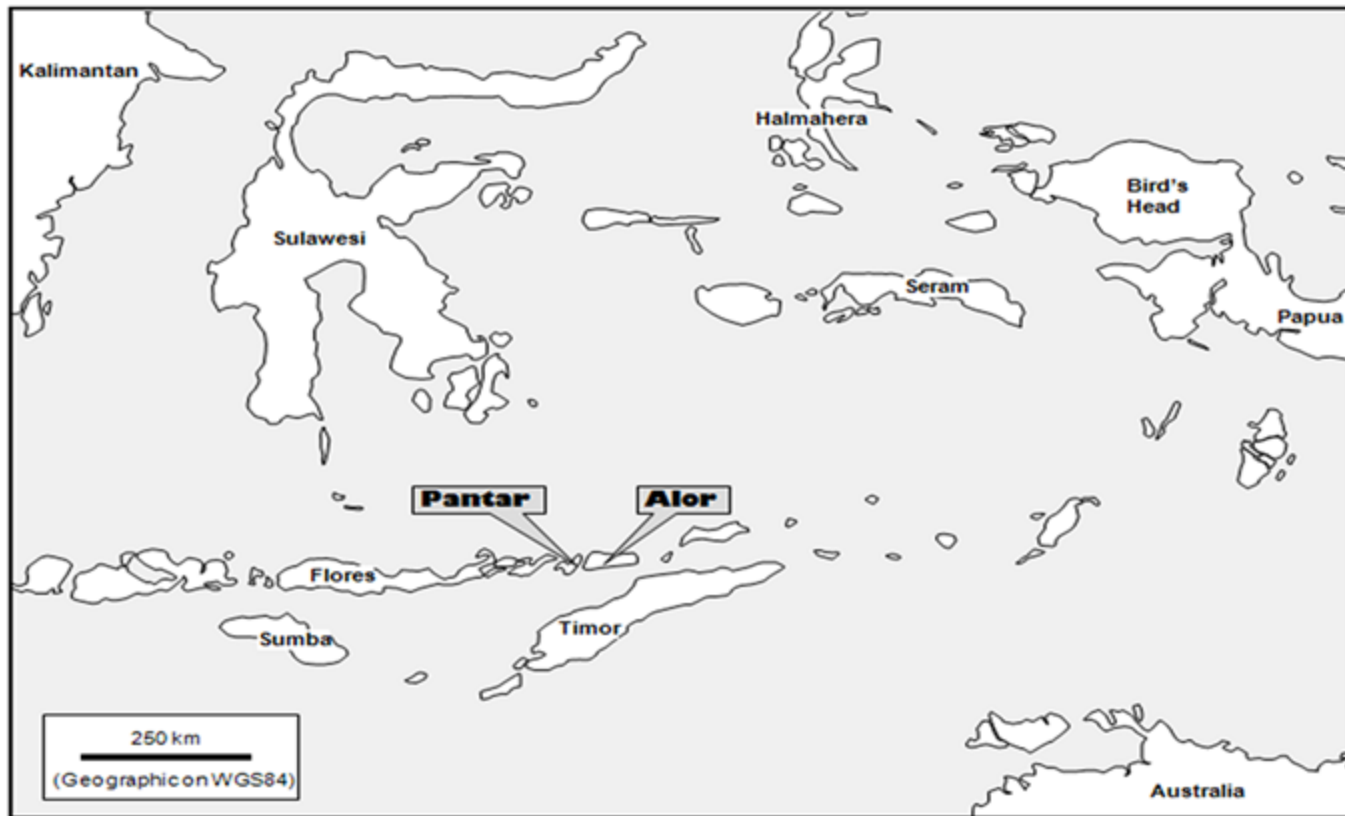 Kalimantan
Halmahera
Bird's
Head
Sulawesi
Seram
Papua
Pantar
Alor
Flores
Timor
Sumba
250 km
(Geographic on WGS84)
Australia